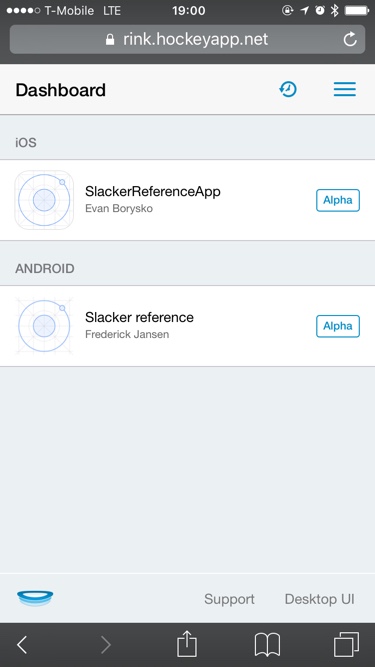 T-Mobile LTE 19:00
rink.hockeyapp.net
Dashboard
iOS
SlackerReferenceApp
Evan Borysko
Alpha
ANDROID
Slacker reference
Frederick Jansen
Alpha
Support Desktop UI